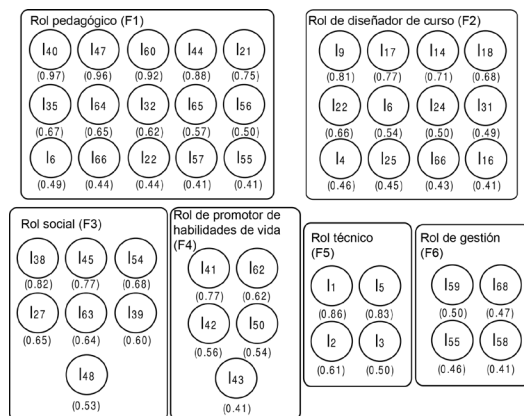 Rol pedagógico (F1)
I40 I47 I60 I44 I21
(0.97) (0.96) (0.92) (0.88) (0.75)
I35 I64 I32 I65 I56
(0.67) (0.65) (0.62) (0.57) (0.50)
I6 I66 I22 I57 I55
(0.49) (0.44) (0.44) (0.41) (0.41)
Rol de diseñador de curso (F2)
I9 I17 I14 I18
(0.81) (0.77) (0.71) (0.68)
I22 I6 I24 I31
(0.66) (0.54) (0.50) (0.49)
I4 I25 I66 I16
(0.46) (0.45) (0.43) (0.41)
Rol social (F3)
I38 I45 I54
(0.82) (0.77) (0.68)
I27 I63 I39
(0.65) (0.64) (0.60)
I48
(0.53)
Rol de promotor de
habilidades de vida
(F4)
I41 I62
(0.77) (0.62)
I42 I50
(0.56) (0.54)
I43
(0.41)
Rol técnico
(F5)
I1 I5
(0.86) (0.83)
I2 I3
(0.61) (0.50)
Rol de gestión
(F6)
I59 I68
(0.50) (0.47)
I55 I58
(0.46) (0.41)